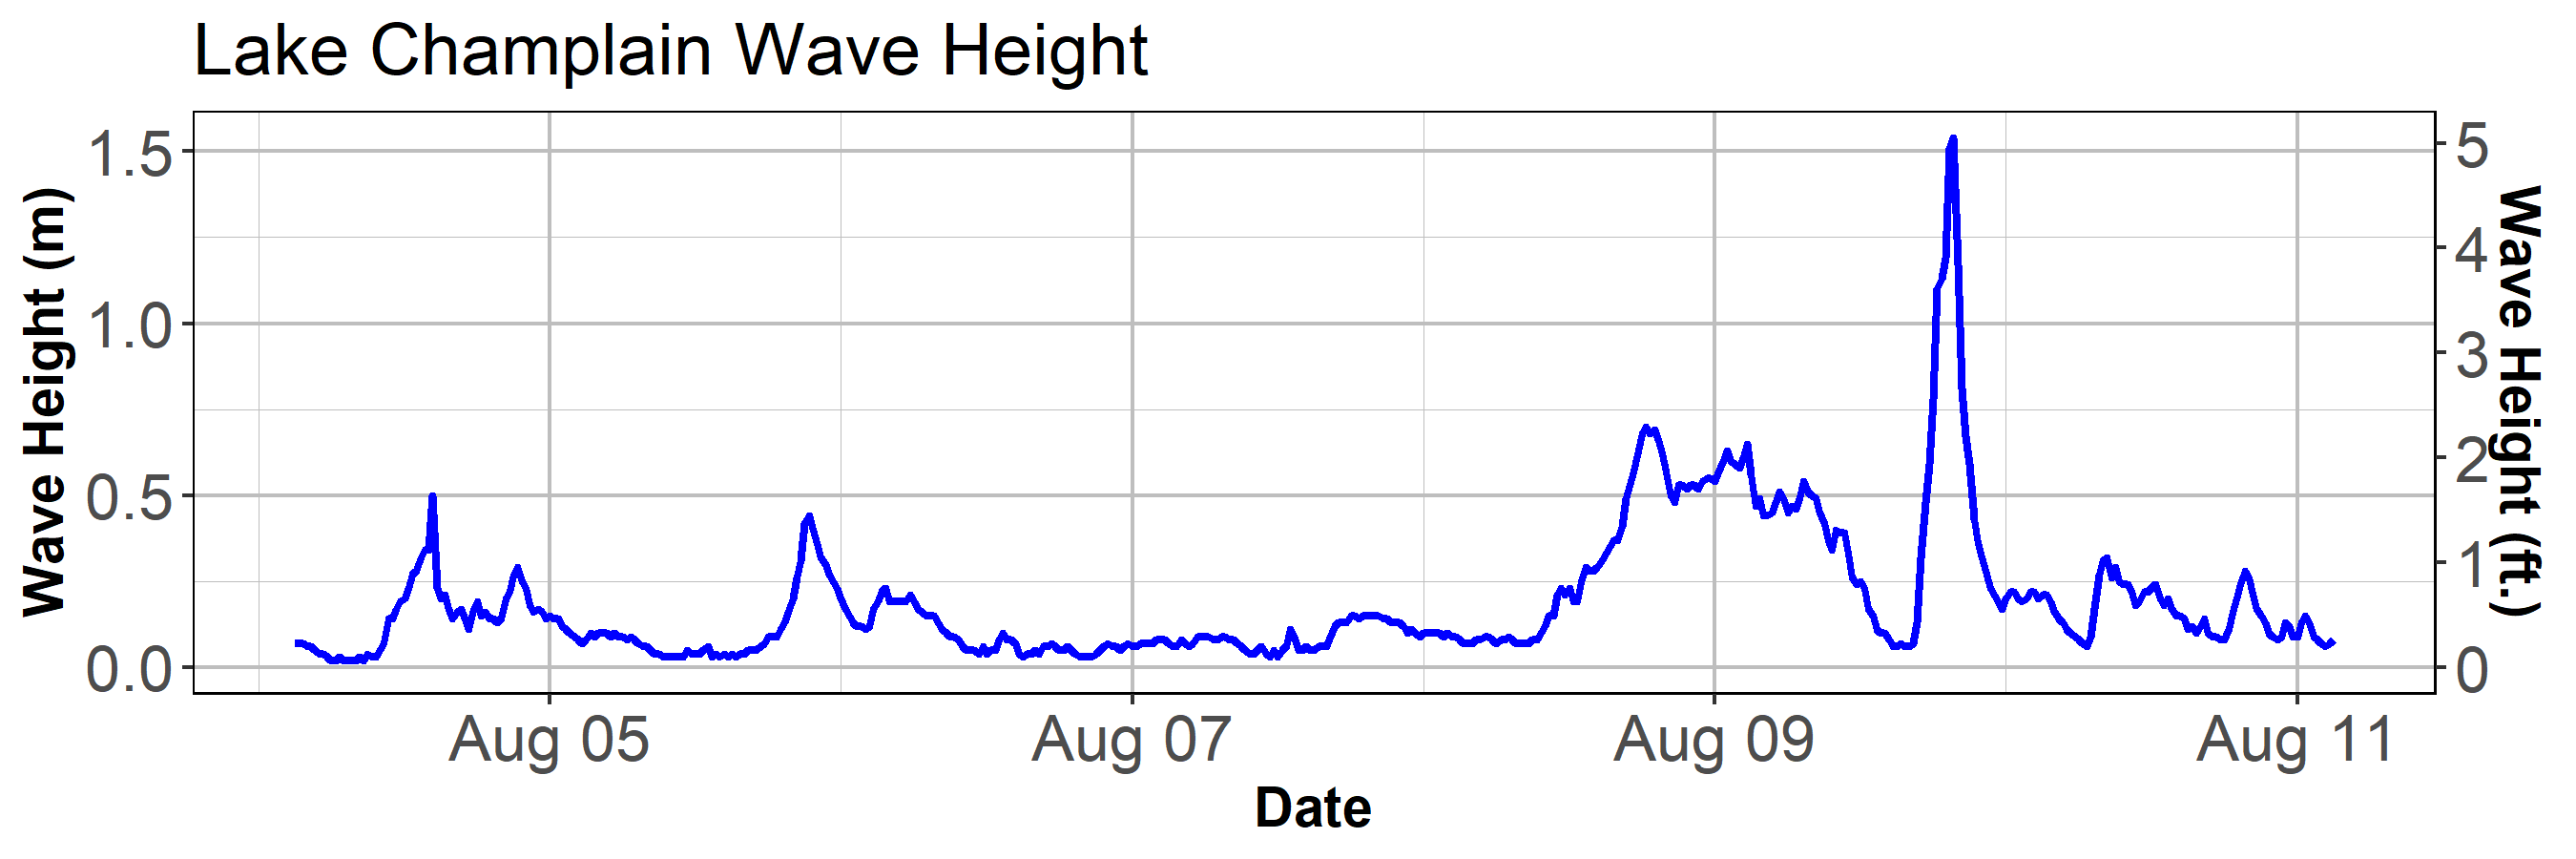 Lake Champlain Wave Height
Wave Height (m)
1.5
1.0
0.5
0.0
5
4
3
2
1
0
Wave Height (ft.)
Aug 05
Aug 07
Aug 09
Aug 11
Date